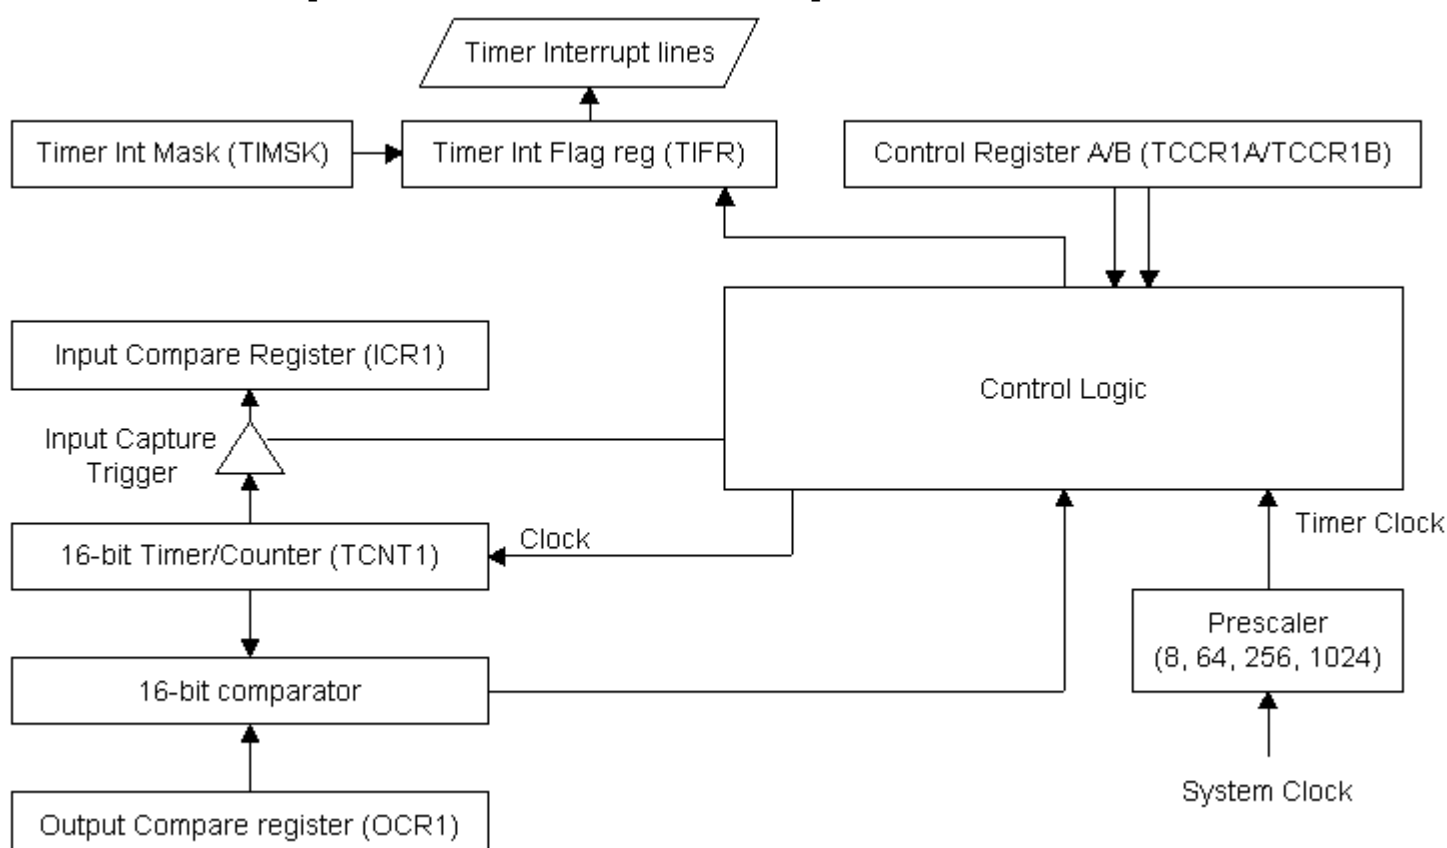 Timer Interrupt lines
Timer Int Mask (TIMSK)
Timer Int Flag reg (TIFR)
Control Register A/B (TCCR1A/TCCR1B)
Input Compare Register (ICR1)
Control Logic
Input Capture
Trigger
Timer Clock
16-bit Timer/Counter (TCNT1)
Clock
Prescaler
(8, 64, 256, 1024)
16-bit comparator
System Clock
Output Compare register (OCR1)